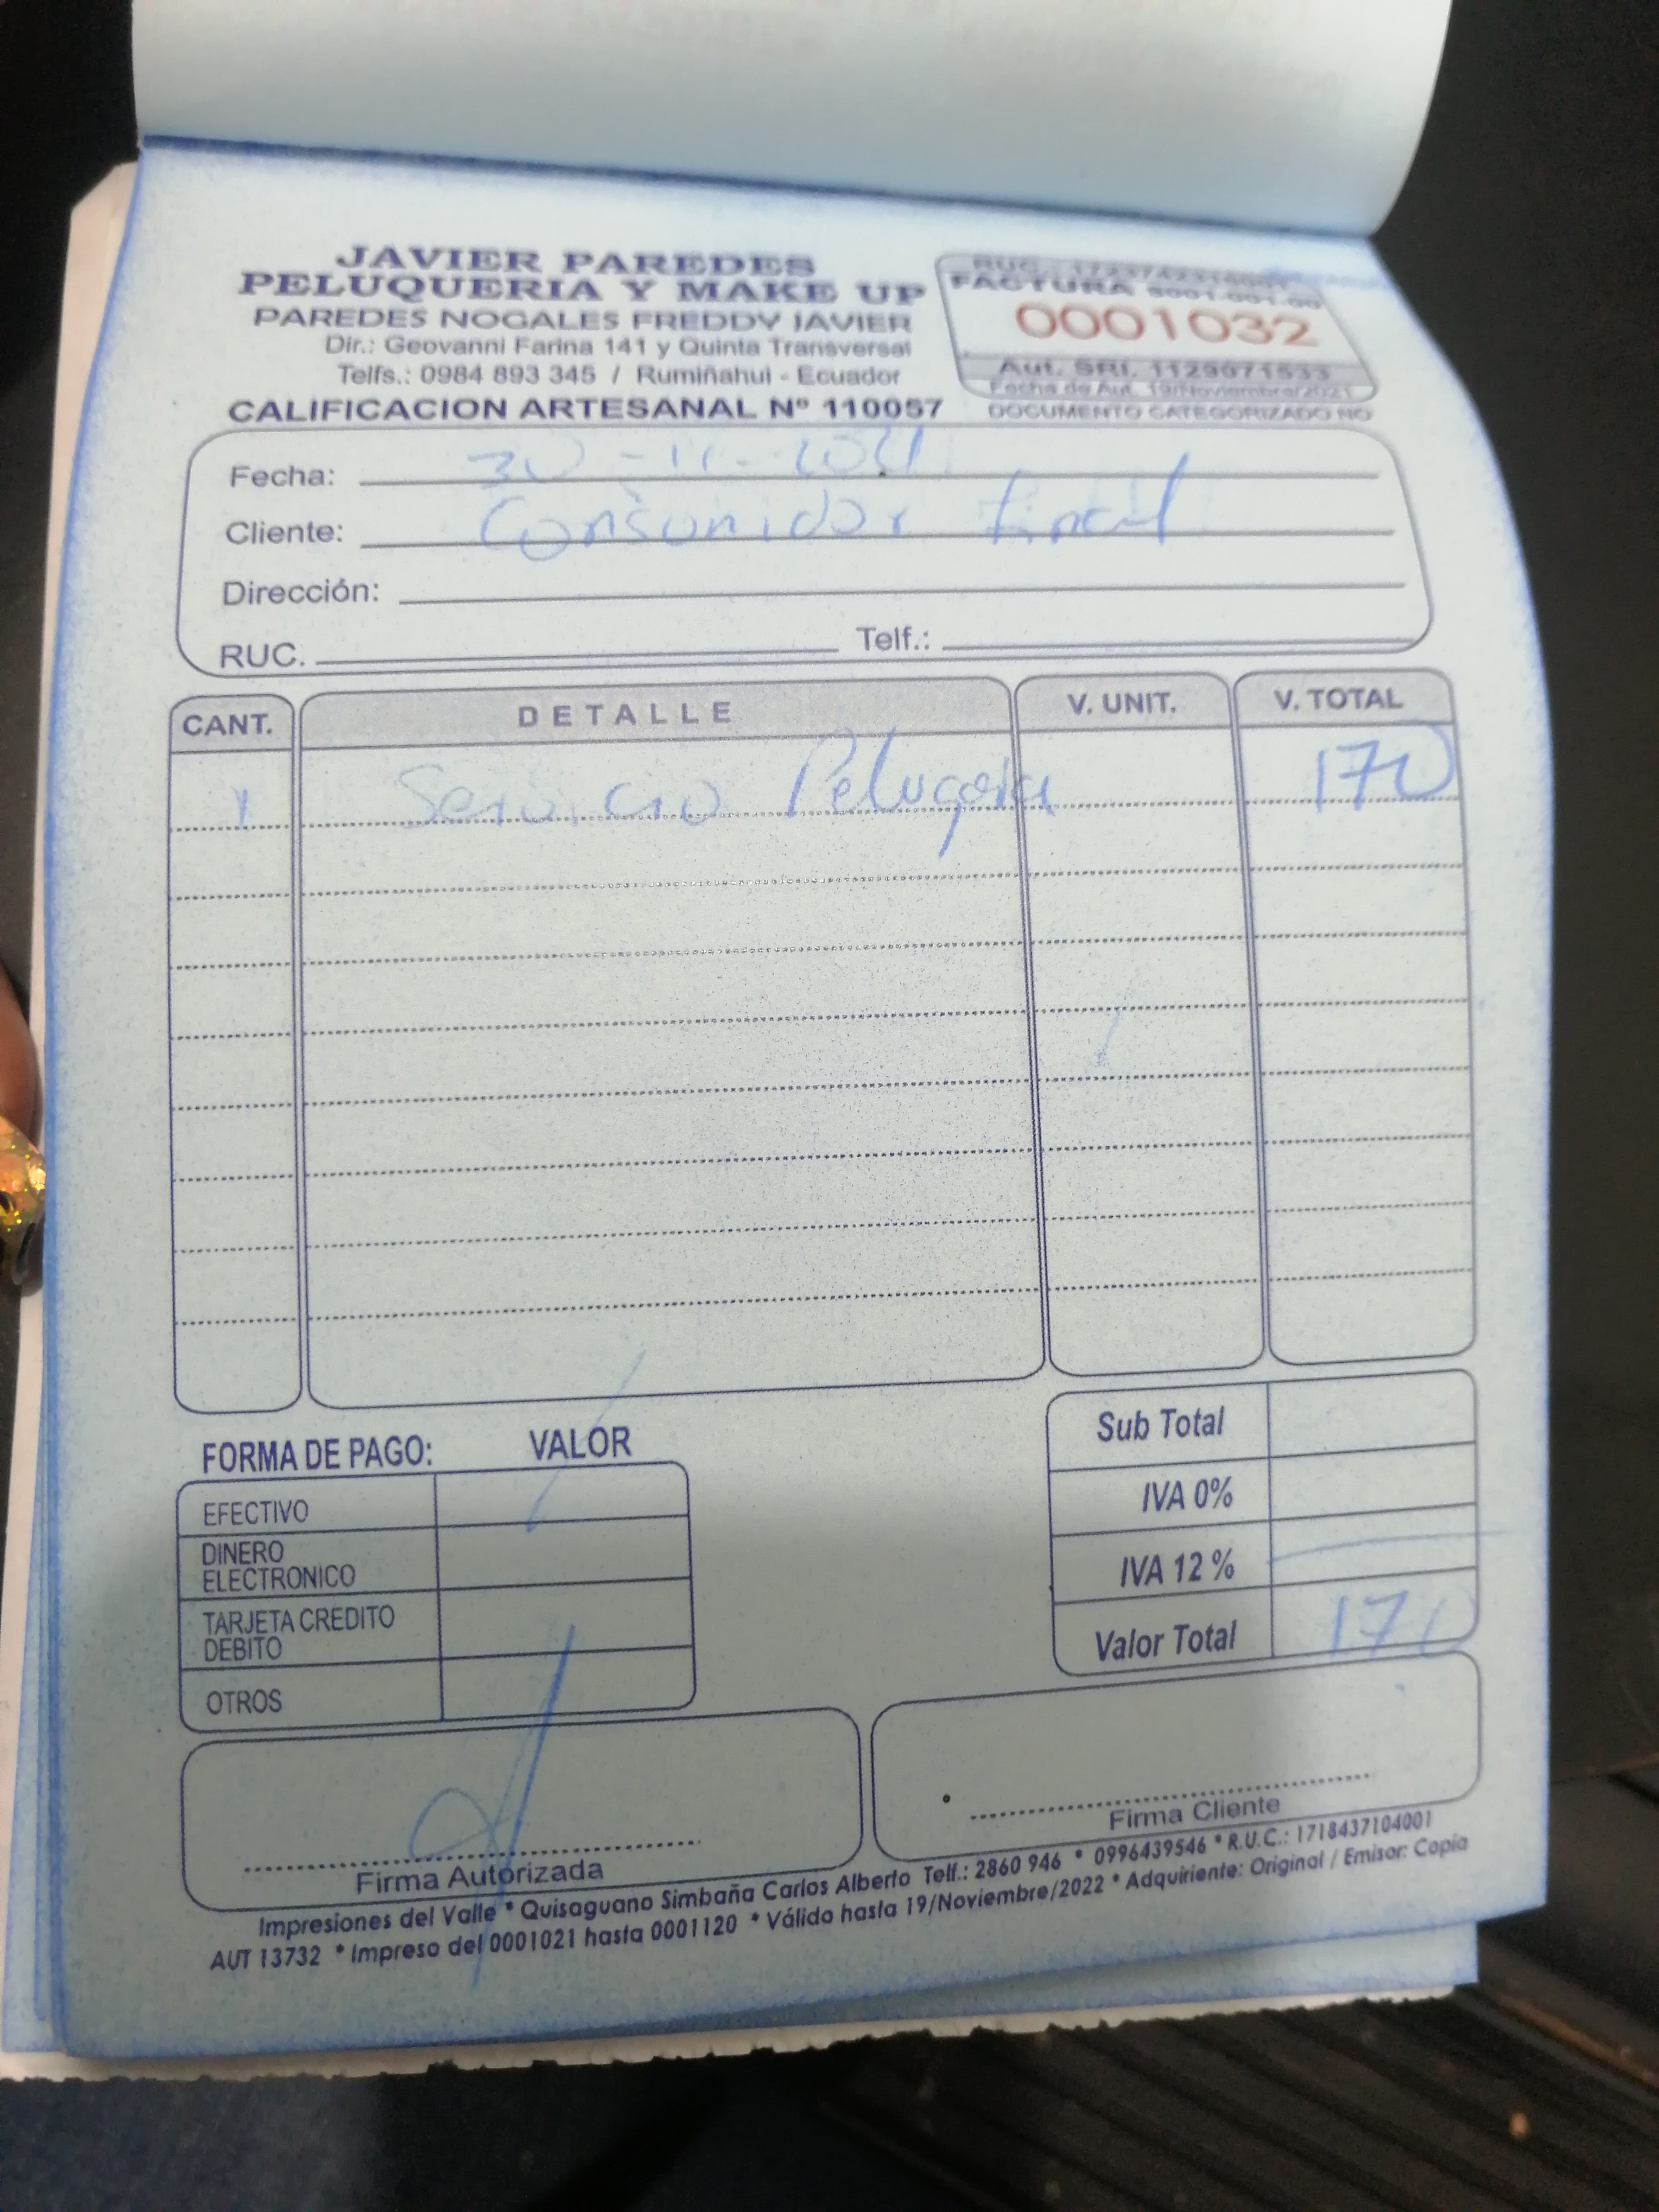 JAVIER PAREDES
PELUQUERIA Y MAKE UP
PAREDES NOGALES FREDDY JAVIER
Dir.: Geovanni Farina 141 y Quinta Transversal
Telfs.: 0984 893 345 / Rumiñahui - Ecuador
CALIFICACION ARTESANAL Nº 110057
RUC.
FACTURA S001-001-00
0001032
Aut. SRI. 1129671533
Fecha de Aut. 19/Noviembre/2021
DOCUMENTO CATEGORIZADO NO
Fecha: 30 - 11 - 2021
Cliente: Consumidor Final
Dirección:
RUC. Telf.:
CANT. DETALLE V. UNIT. V. TOTAL
1 Servicio 170
FORMA DE PAGO: VALOR
EFECTIVO
DINERO
ELECTRONICO
TARJETA CREDITO
DEBITO
OTROS
Sub Total
IVA 0%
IVA 12 %
Valor Total 170
Firma Autorizada
Firma Cliente
Impresiones del Valle * Quisaguano Simbaña Carlos Alberto Telf.: 2860 946 * 0996439546 * R.U.C.: 1718437104001
AUT 13732 * Impreso del 0001021 hasta 0001120 * Válido hasta 19/Noviembre/2022 * Adquiriente: Original / Emisor: Copia